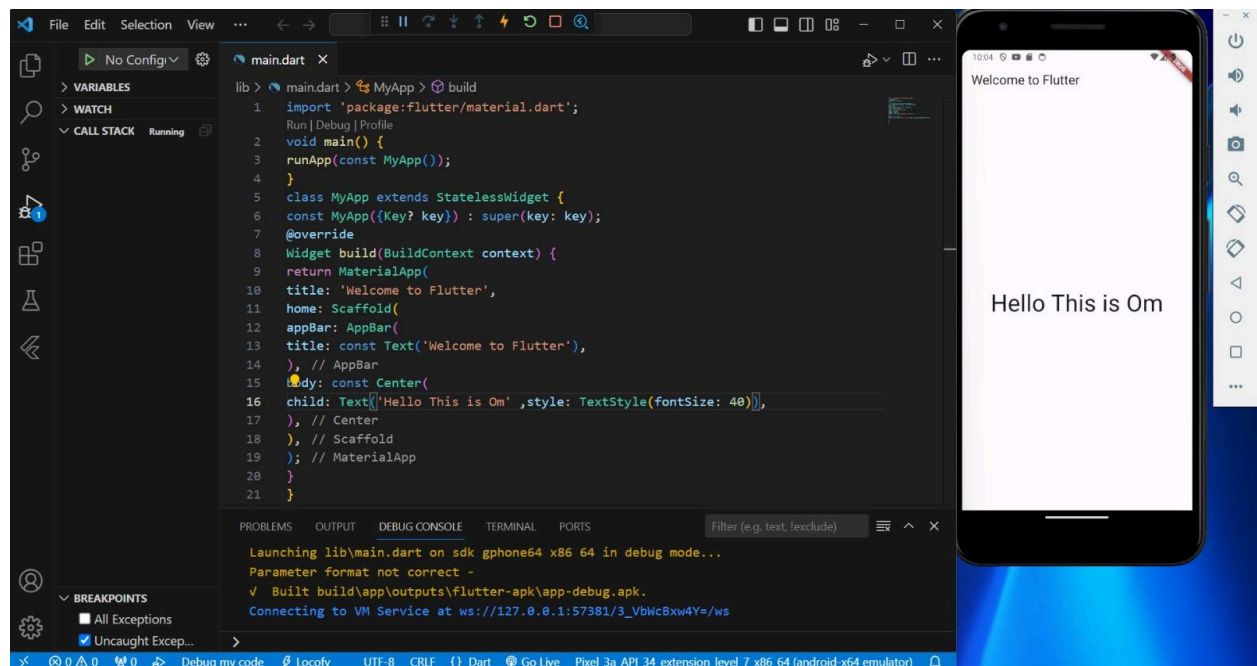 File Edit Selection View ...
No Config
main.dart
VARIABLES
WATCH
CALL STACK Running
lib > main.dart > MyApp > build
1 import 'package:flutter/material.dart';
Run | Debug | Profile
2 void main() {
3 runApp(const MyApp());
4 }
5 class MyApp extends StatelessWidget {
6 const MyApp({Key? key}) : super(key: key);
7 @override
8 Widget build(BuildContext context) {
9 return MaterialApp(
10 title: 'Welcome to Flutter',
11 home: Scaffold(
12 appBar: AppBar(
13 title: const Text('Welcome to Flutter'),
14 ), // AppBar
15 body: const Center(
16 child: Text('Hello This is Om' ,style: TextStyle(fontSize: 40)),
17 ), // Center
18 ), // Scaffold
19 ); // MaterialApp
20 }
21 }
PROBLEMS OUTPUT DEBUG CONSOLE TERMINAL PORTS Filter (e.g. text, !exclude)
Launching lib\main.dart on sdk gphone64 x86 64 in debug mode...
Parameter format not correct -
√ Built build\app\outputs\flutter-apk\app-debug.apk.
Connecting to VM Service at ws://127.0.0.1:57381/3_VbWcBxw4Y=/ws
>
BREAKPOINTS
All Exceptions
Uncaught Excep...
1
0 0 0 Debug my code Locofy UTF-8 CRLF {} Dart Go Live Pixel 3a API 34 extension level 7 x86 64 (android-x64 emulator)
10:04
Welcome to Flutter
Hello This is Om